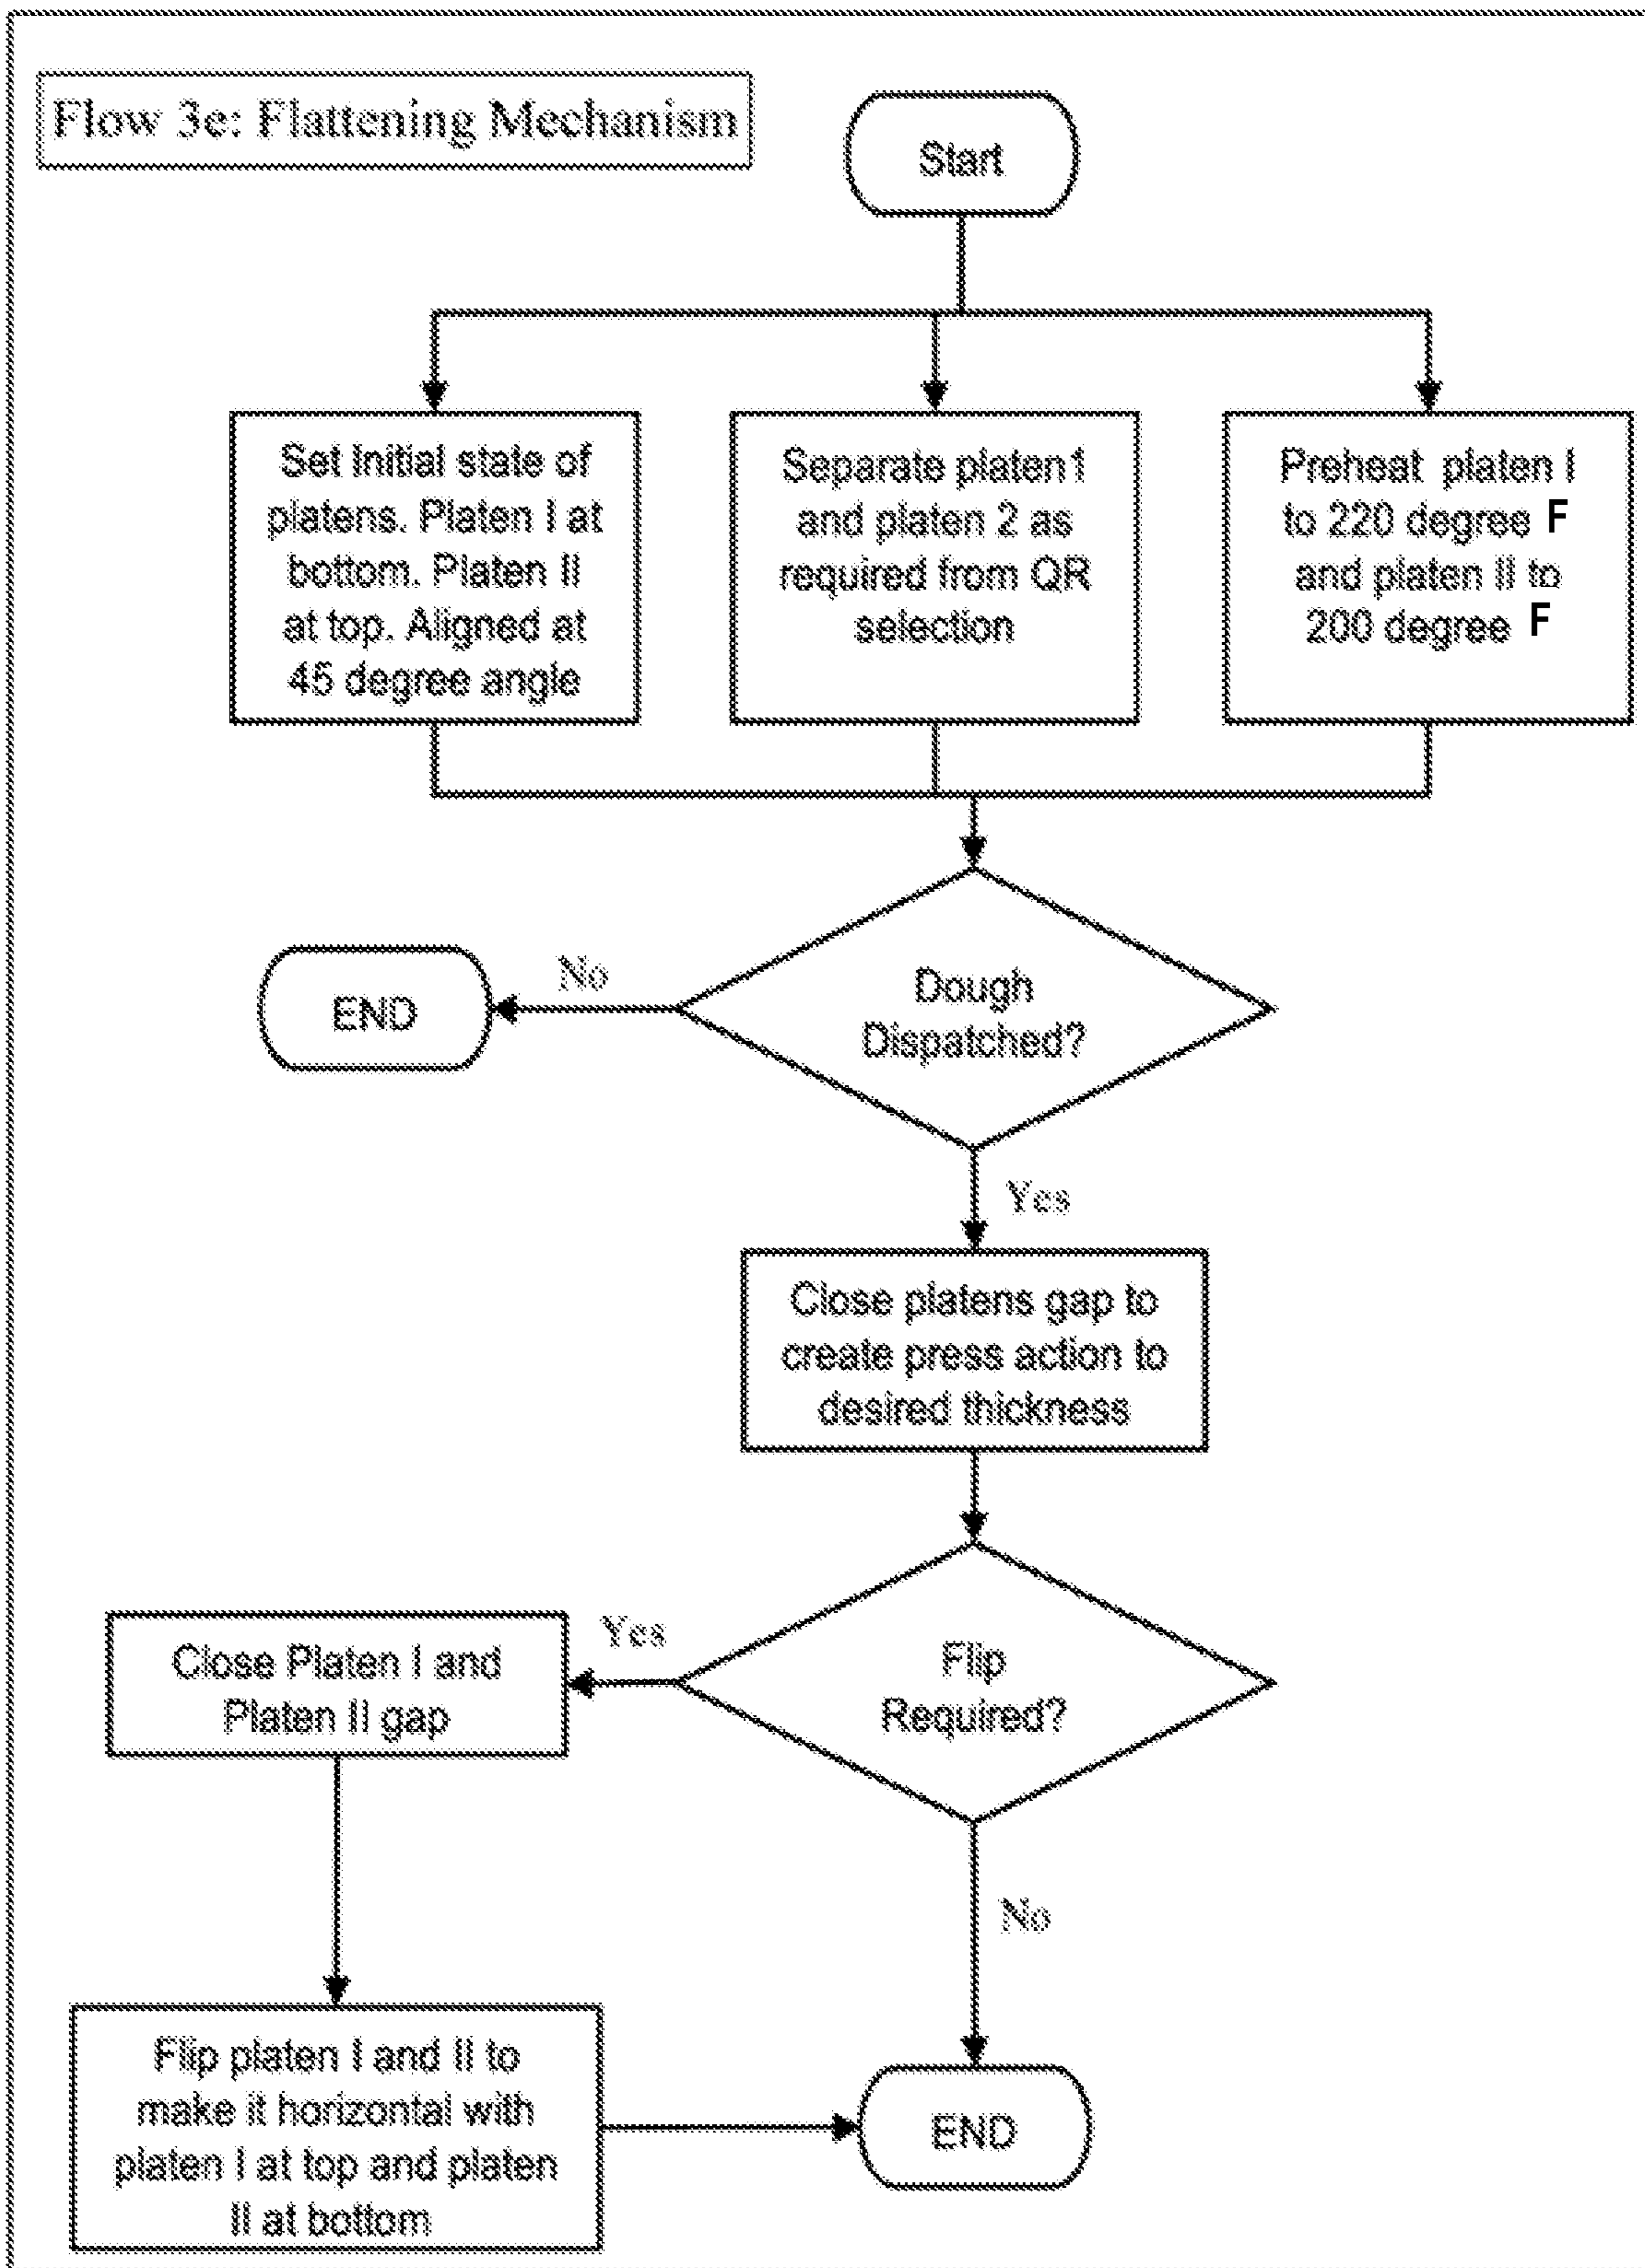 Flow 3e: Flattening Mechanism
Start
Set Initial state of
platens. Platen I at
bottom. Platen II
at top. Aligned at
45 degree angle
Separate platen1
and platen 2 as
required from QR
selection
Preheat platen I
to 220 degree F
and platen II to
200 degree F
Dough
Dispatched?
No
END
Yes
Close platens gap to
create press action to
desired thickness
Flip
Required?
Yes
Close Platen I and
Platen II gap
No
Flip platen I and II to
make it horizontal with
platen I at top and platen
II at bottom
END